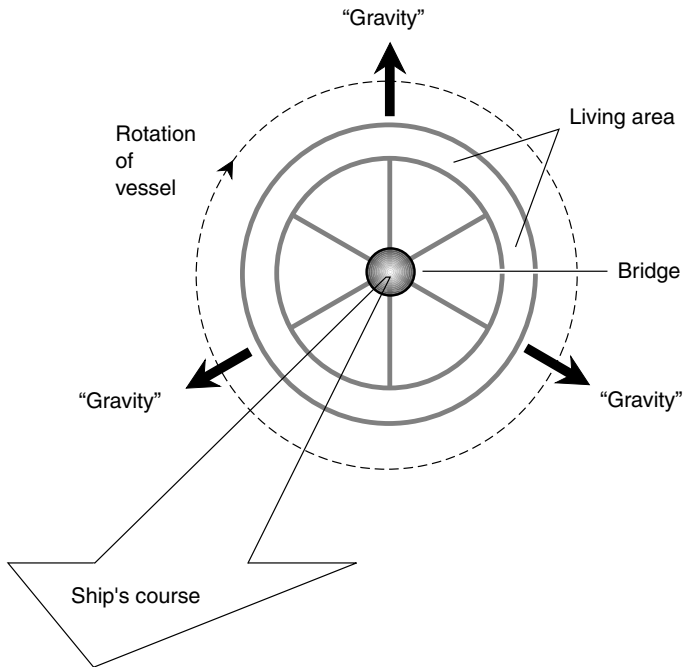 “Gravity”
Living area
Rotation
of
vessel
Bridge
“Gravity”
“Gravity”
Ship's course